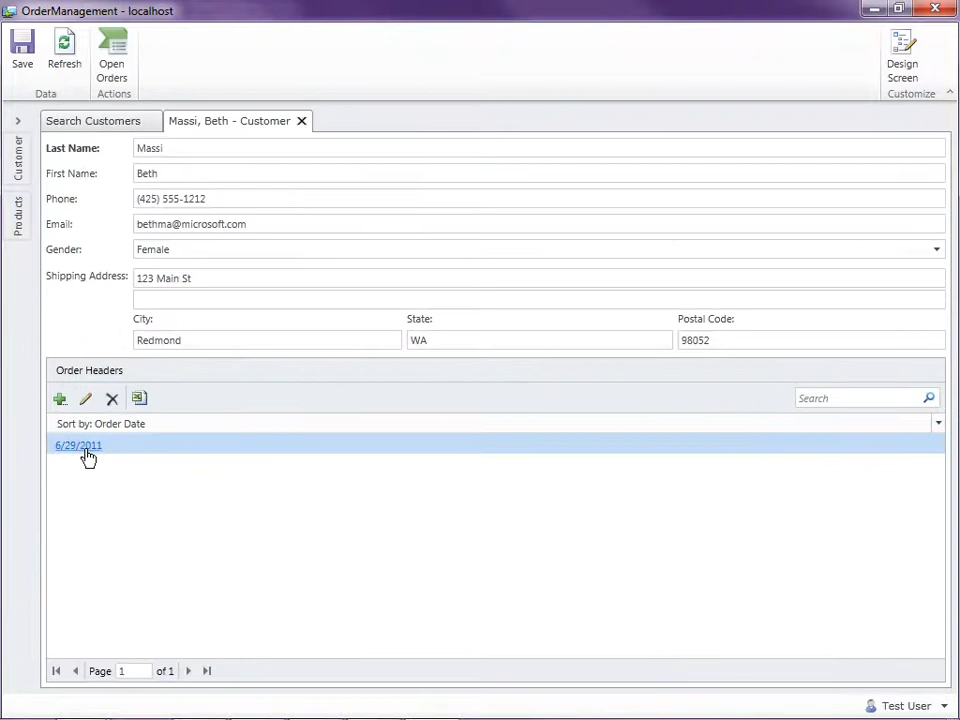 OrderManagement - localhost
Save
Refresh
Open Orders
Design Screen
Data
Actions
Customize
Search Customers
Massi, Beth - Customer
Customer
Products
Last Name: Massi
First Name: Beth
Phone: (425) 555-1212
Email: bethma@microsoft.com
Gender: Female
Shipping Address: 123 Main St
City: State: Postal Code:
Redmond WA 98052
Order Headers
Search
Sort by: Order Date
6/29/2011
Page 1 of 1
Test User